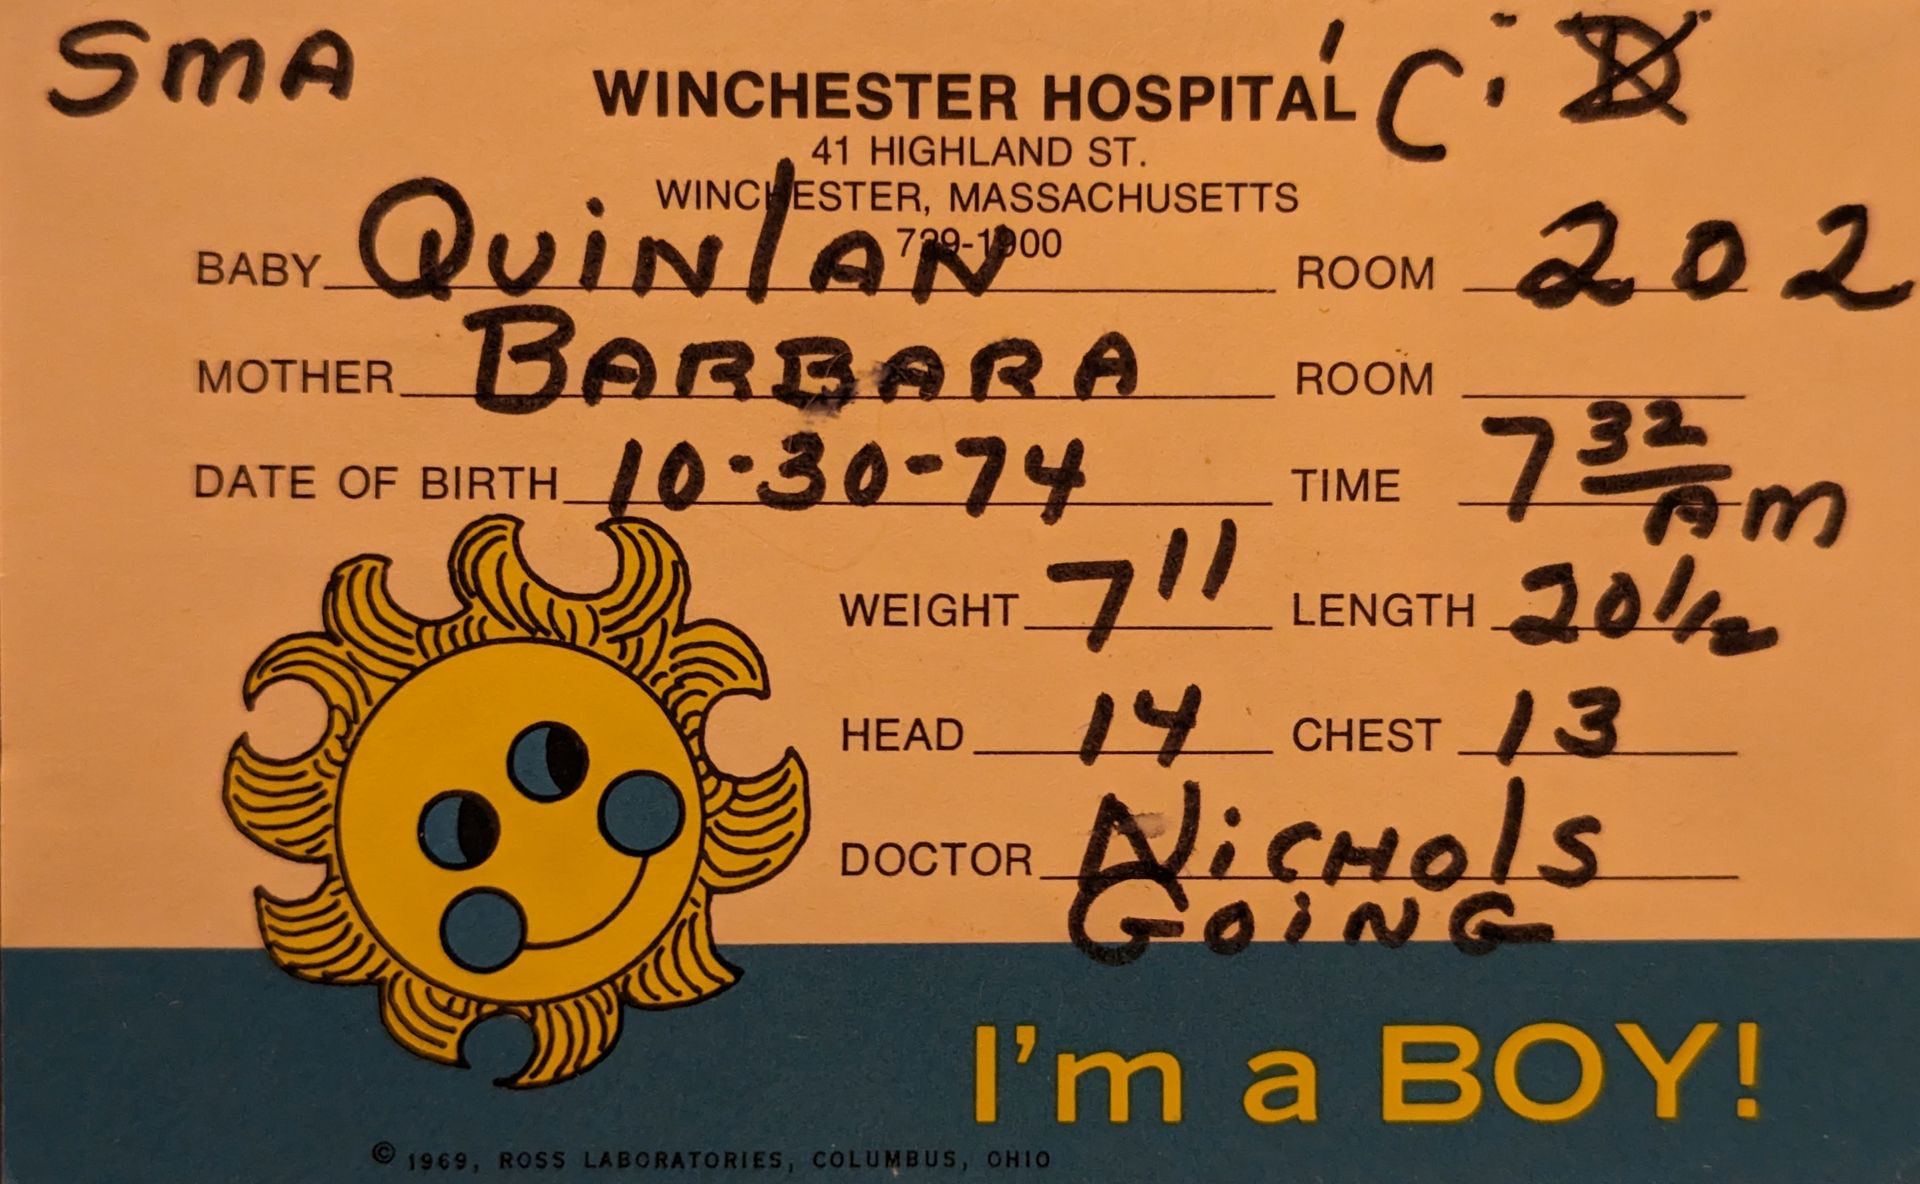 SMA
WINCHESTER HOSPITAL
41 HIGHLAND ST.
WINCHESTER, MASSACHUSETTS
729-1900
BABY Quinlan ROOM 202
MOTHER BARBARA ROOM
DATE OF BIRTH 10-30-74 TIME 7 32 AM
WEIGHT 7 11 LENGTH 20 1/2
HEAD 14 CHEST 13
DOCTOR NICHOLS
GOING
I'm a BOY!
© 1969, ROSS LABORATORIES, COLUMBUS, OHIO